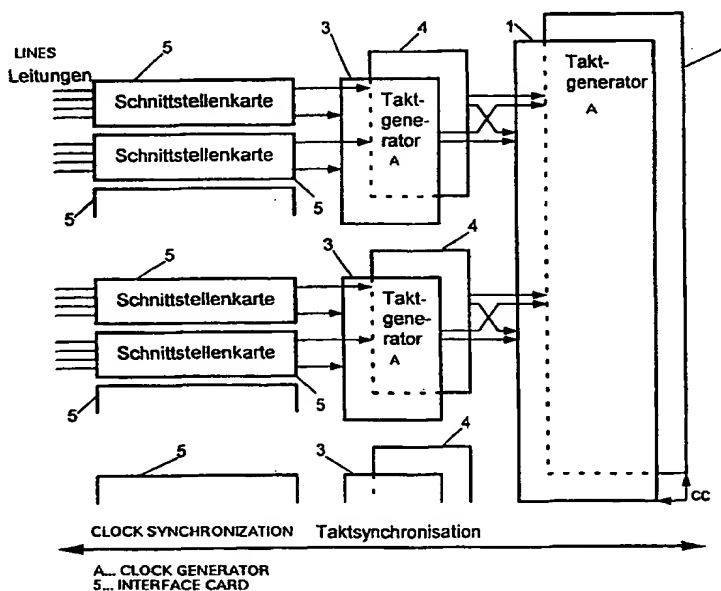 5
3
4
1
LINES
Leitungen
Schnittstellenkarte
Takt-
gene-
rator
A
Takt-
generator
A
Schnittstellenkarte
5
5
4
5
3
Schnittstellenkarte
Takt-
gene-
rator
A
Schnittstellenkarte
5
5
4
5
3
CC
CLOCK SYNCHRONIZATION Taktsynchronisation
A... CLOCK GENERATOR
5... INTERFACE CARD